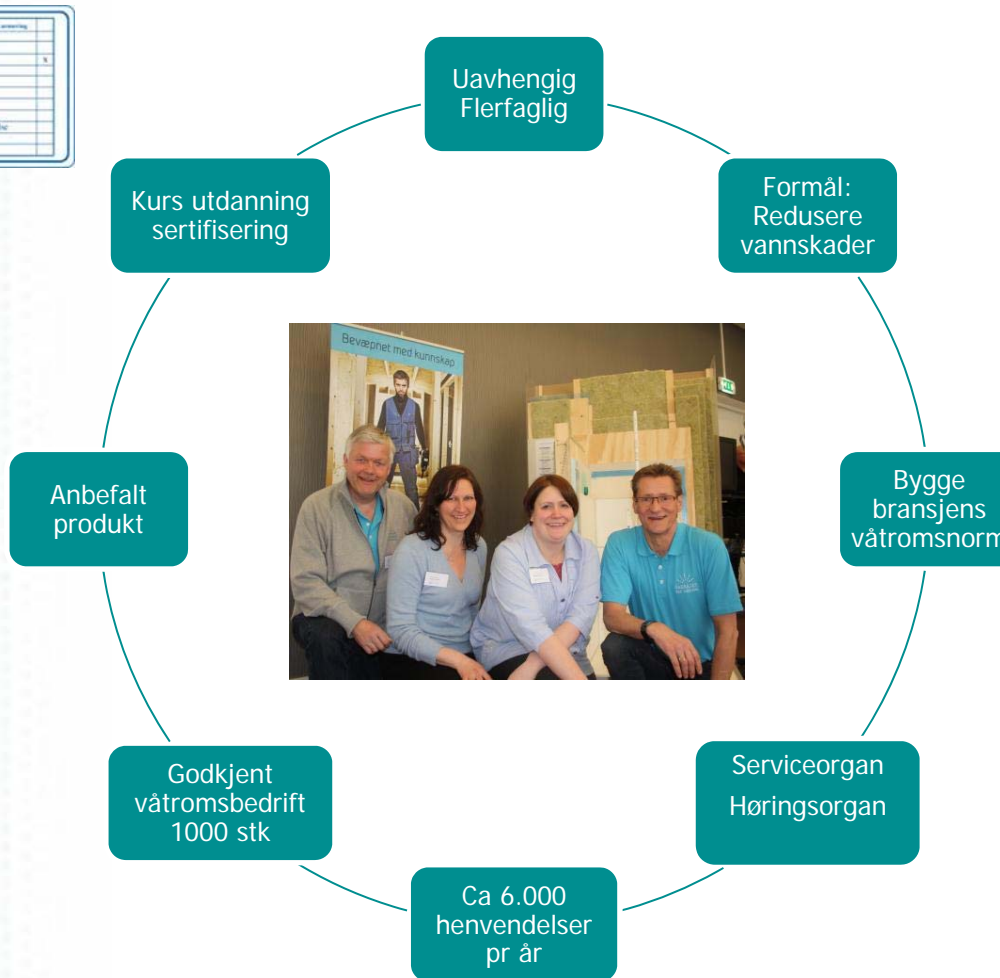 Uavhengig
Flerfaglig
Formål:
Redusere
vannskader
Bygge
bransjens
våtromsnorm
Serviceorgan
Høringsorgan
Ca 6.000
henvendelser
pr år
Godkjent
våtromsbedrift
1000 stk
Anbefalt
produkt
Kurs utdanning
sertifisering
Bevæpnet med kunnskap